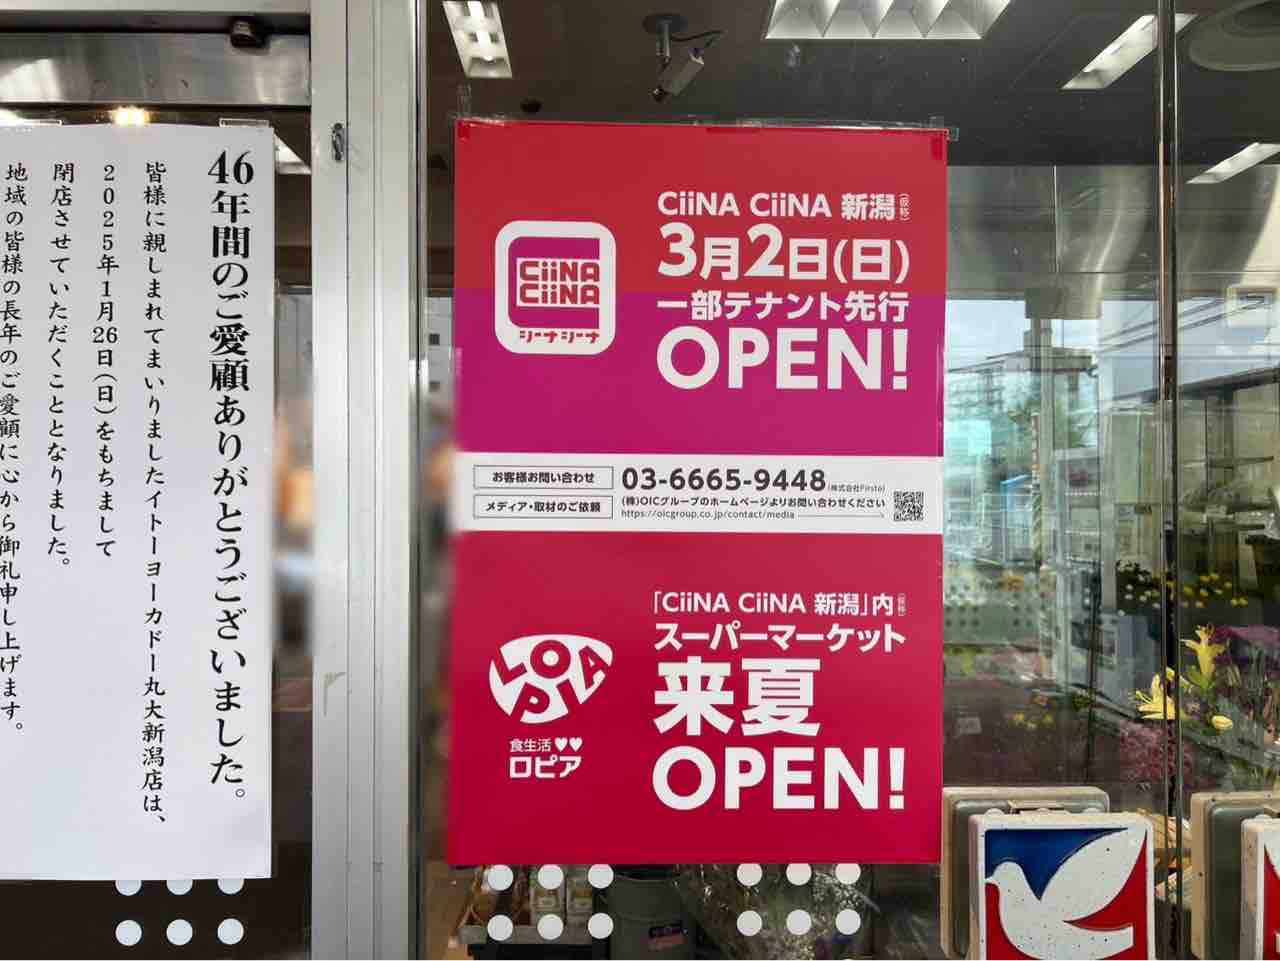 46年間のご愛顧ありがとうございました。
皆様に親しまれてまいりましたイトーヨーカドー丸大新潟店は、
2025年1月26日(日)をもちまして
閉店させていただくこととなりました。
地域の皆様の長年のご愛顧に心から御礼申し上げます。
CiiNA
CiiNA
シーナシーナ
CiiNA CiiNA 新潟(仮称)
3月2日(日)
一部テナント先行
OPEN!
お客様お問い合わせ 03-6665-9448 (株式会社Firsto)
メディア・取材のご依頼 (株)OICグループのホームページよりお問い合わせください
https://oicgroup.co.jp/contact/media
LOPIA
食生活♥♥
ロピア
「CiiNA CiiNA 新潟」内(仮称)
スーパーマーケット
来夏
OPEN!